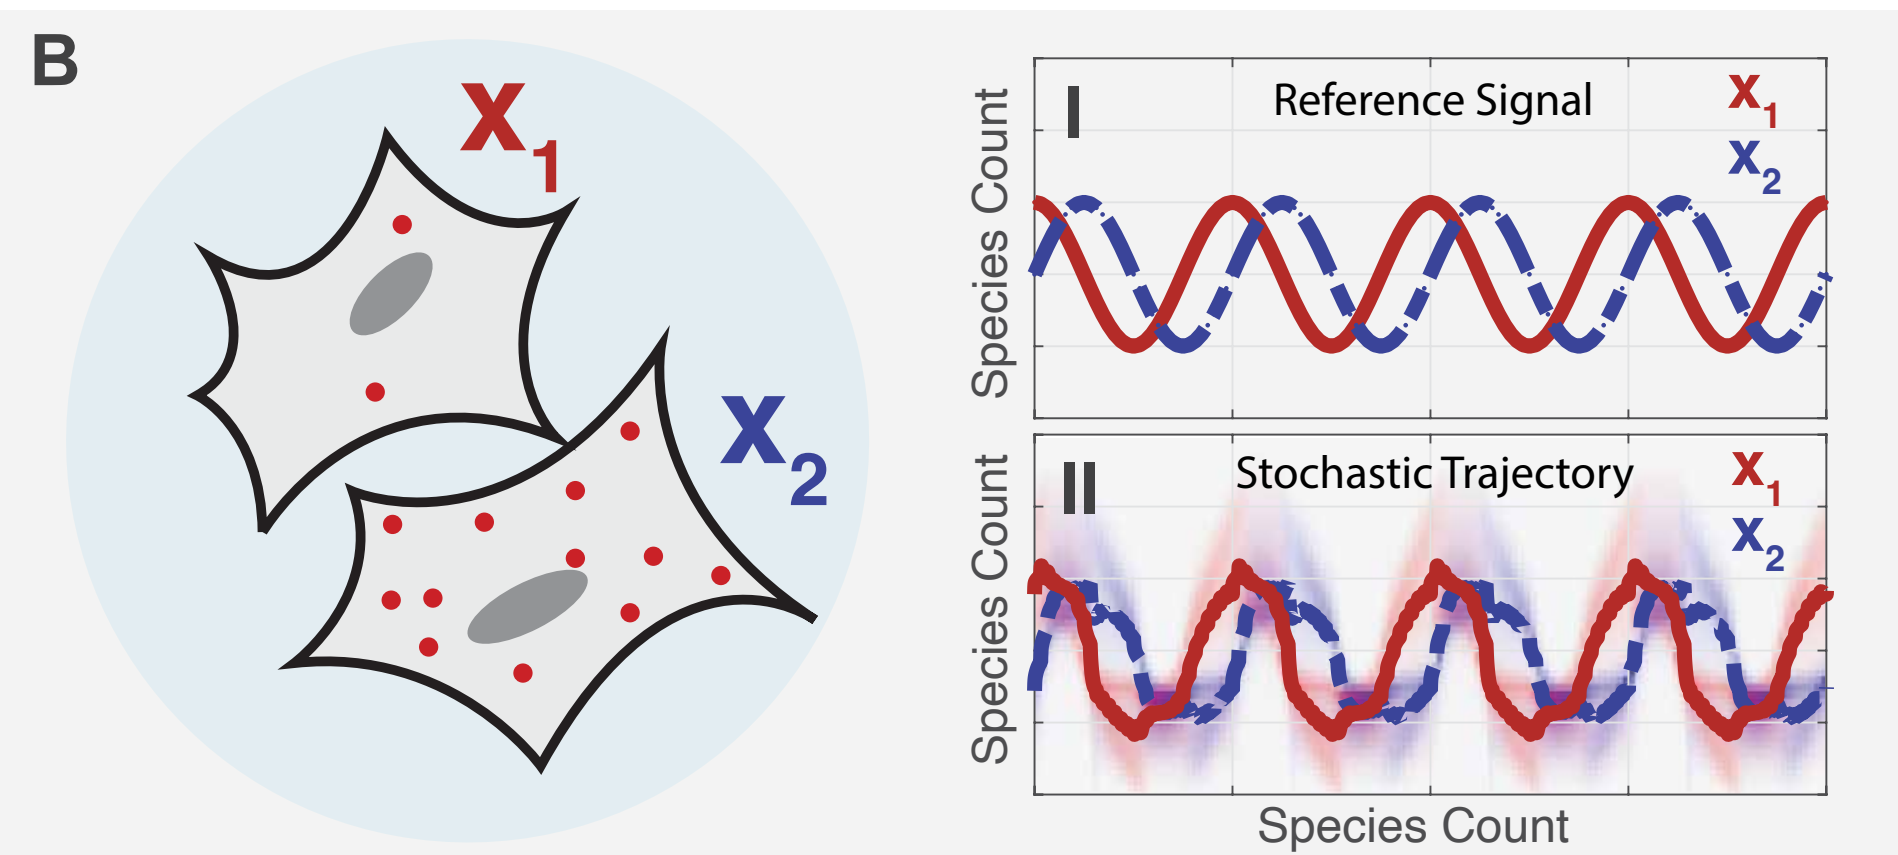 B
X1
X2
I
Reference Signal
X1
X2
Species Count
II
Stochastic Trajectory
X1
X2
Species Count
Species Count